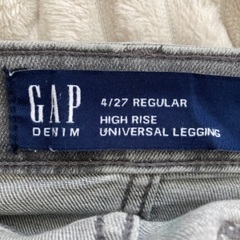 GAP
DENIM
4/27 REGULAR
HIGH RISE
UNIVERSAL LEGGING